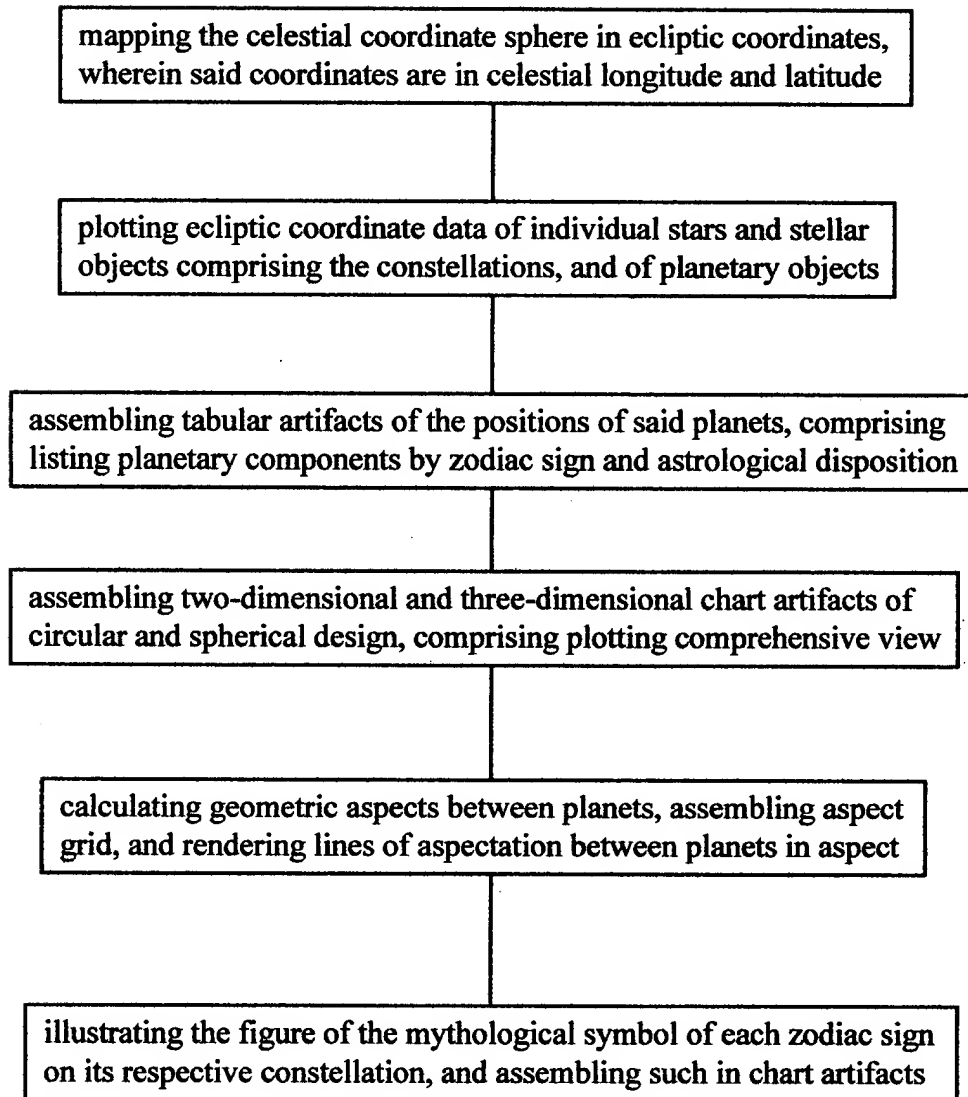 mapping the celestial coordinate sphere in ecliptic coordinates,
wherein said coordinates are in celestial longitude and latitude
plotting ecliptic coordinate data of individual stars and stellar
objects comprising the constellations, and of planetary objects
assembling tabular artifacts of the positions of said planets, comprising
listing planetary components by zodiac sign and astrological disposition
assembling two-dimensional and three-dimensional chart artifacts of
circular and spherical design, comprising plotting comprehensive view
calculating geometric aspects between planets, assembling aspect
grid, and rendering lines of aspectation between planets in aspect
illustrating the figure of the mythological symbol of each zodiac sign
on its respective constellation, and assembling such in chart artifacts